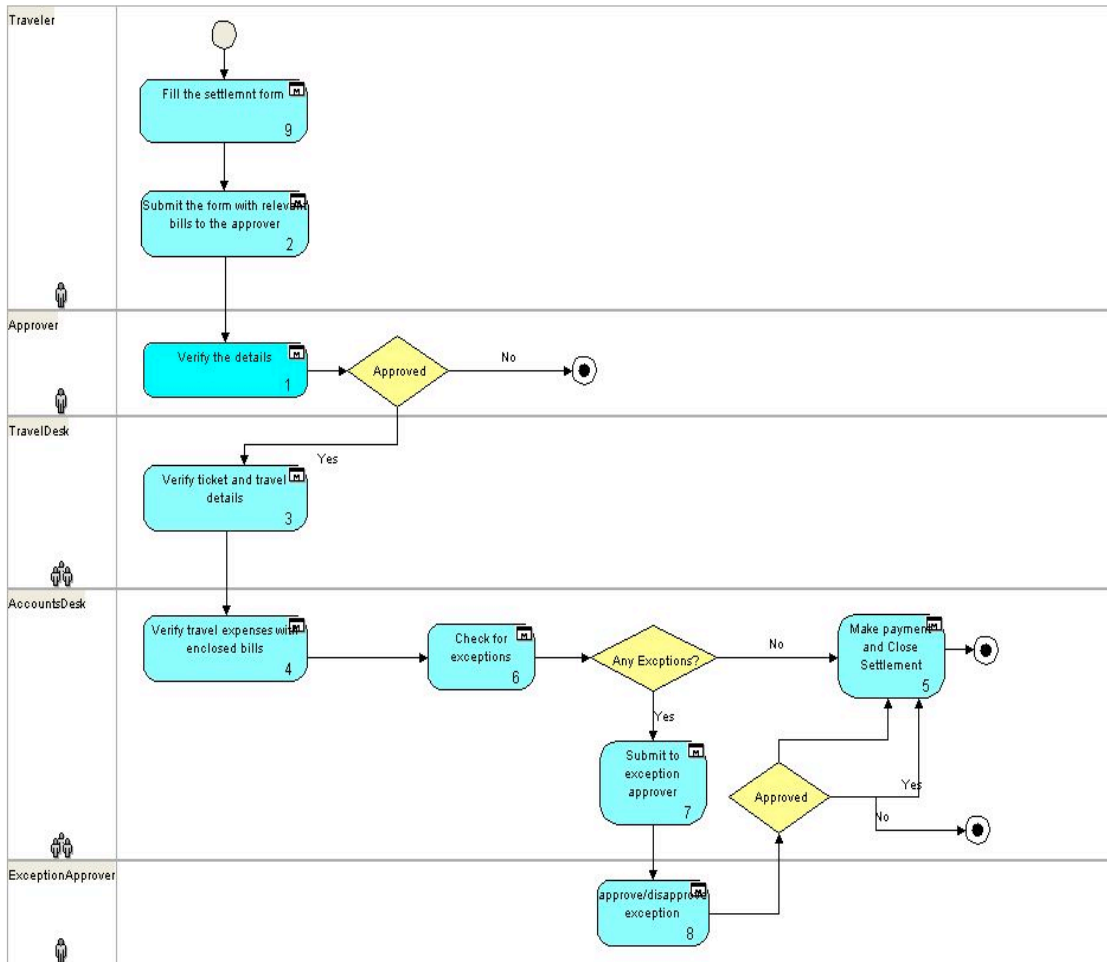 Traveler
Fill the settlemnt form
M
9
Submit the form with relevant
bills to the approver
M
2
Approver
Verify the details
M
1
Approved
No
Yes
TravelDesk
Verify ticket and travel
details
M
3
AccountsDesk
Verify travel expenses with
enclosed bills
M
4
Check for
exceptions
M
6
Any Exceptions?
No
Yes
Make payment
and Close
Settlement
M
5
Submit to
exception
approver
M
7
Approved
Yes
No
ExceptionApprover
approve/disapprove
exception
M
8